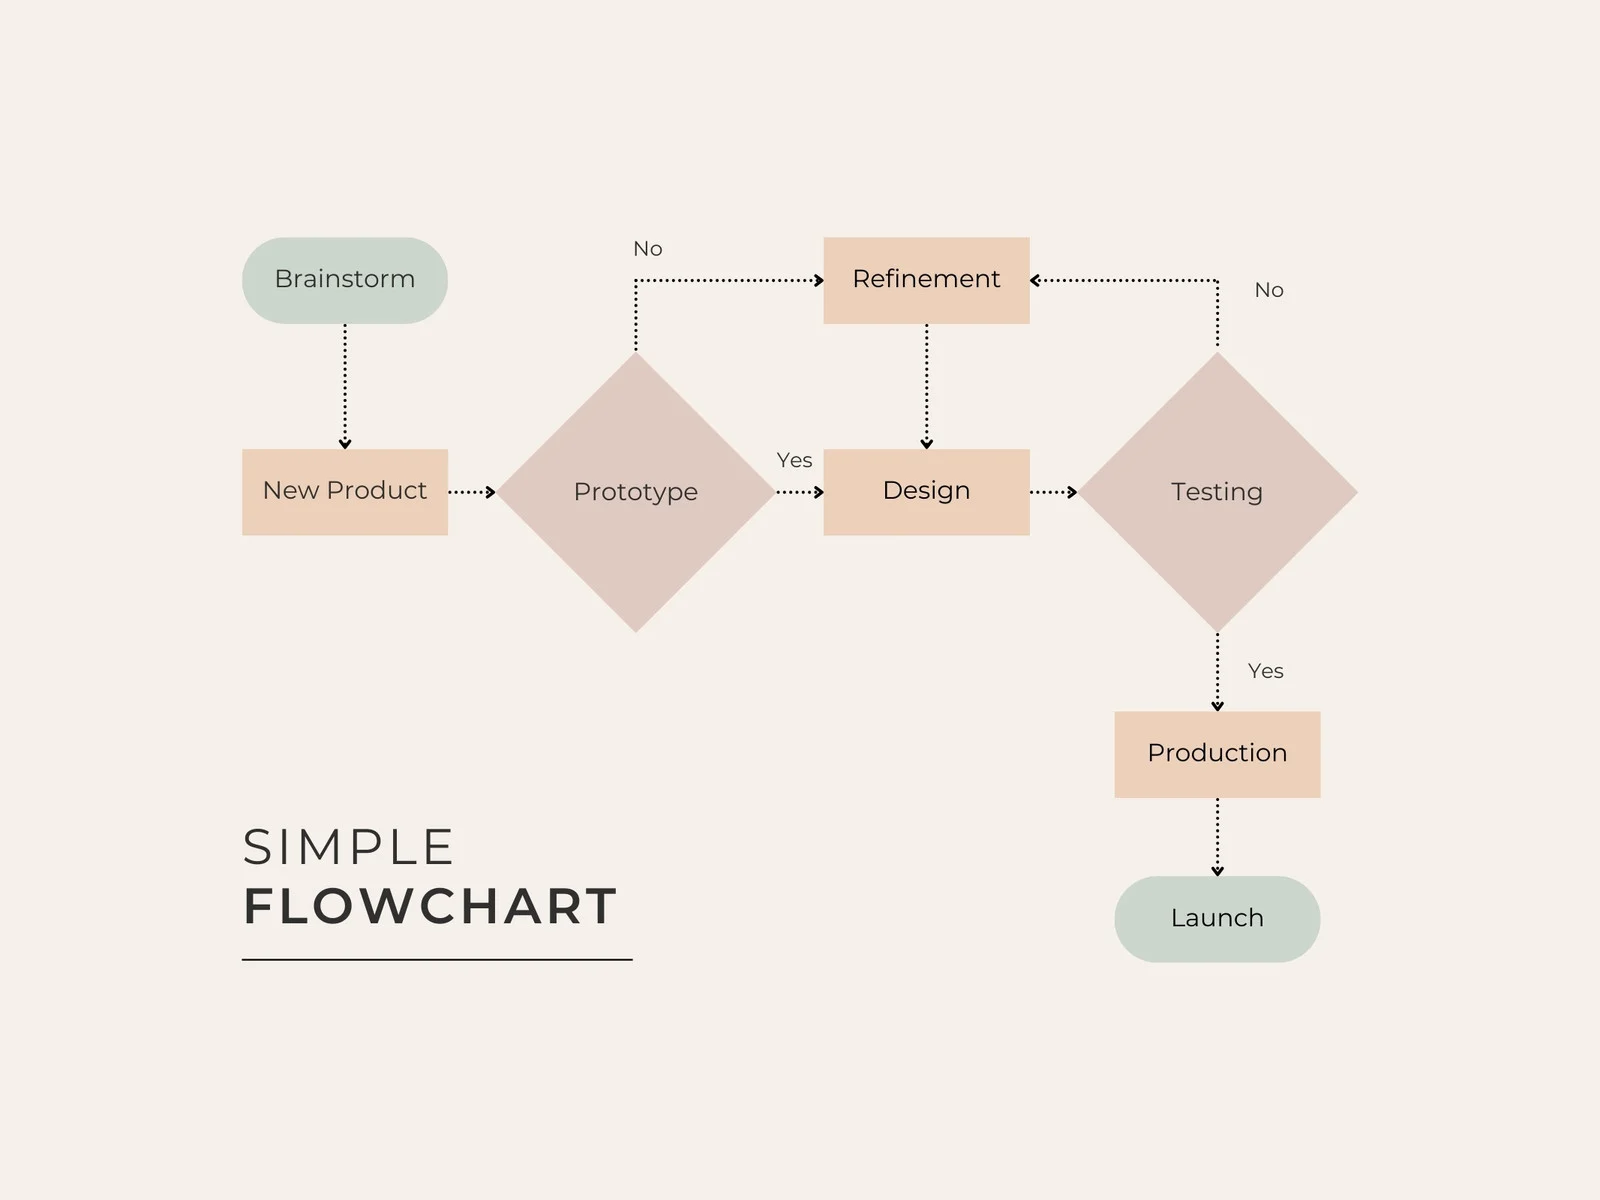 No
Brainstorm
Refinement
No
Yes
New Product
Prototype
Design
Testing
Yes
Production
SIMPLE
FLOWCHART
Launch